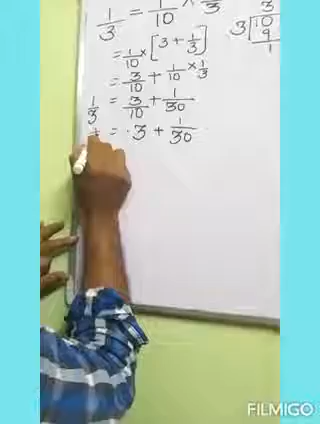 1/3 = 1/10 × /3
= 1/10 × [3 + 1/3]
= 3/10 + 1/10 × 1/3
1/3 = 3/10 + 1/30
= .3 + 1/30
3
3)10
9
1
FILMIGO